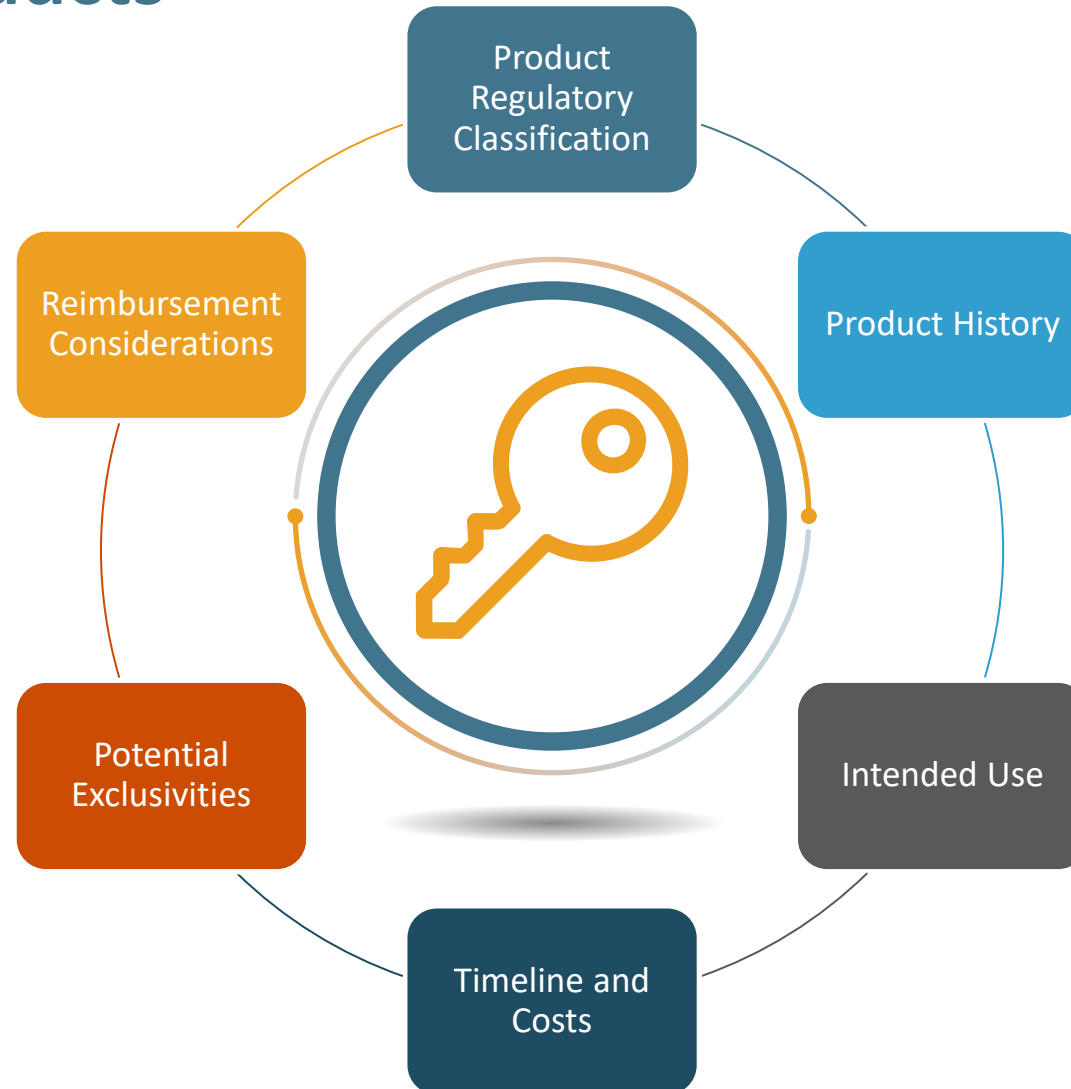 Product
Regulatory
Classification
Product History
Intended Use
Timeline and
Costs
Potential
Exclusivities
Reimbursement
Considerations